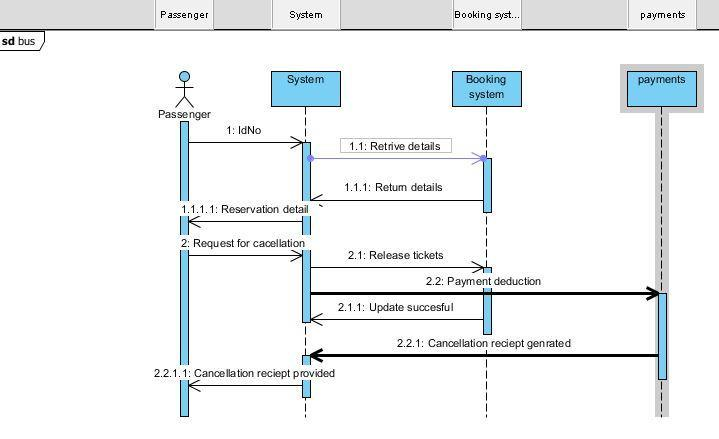 Passenger System Booking syst... payments
sd bus
System Booking system payments
Passenger
1: IdNo
1.1: Retrive details
1.1.1: Return details
1.1.1.1: Reservation detail
2: Request for cacellation
2.1: Release tickets
2.2: Payment deduction
2.1.1: Update succesful
2.2.1: Cancellation reciept genrated
2.2.1.1: Cancellation reciept provided